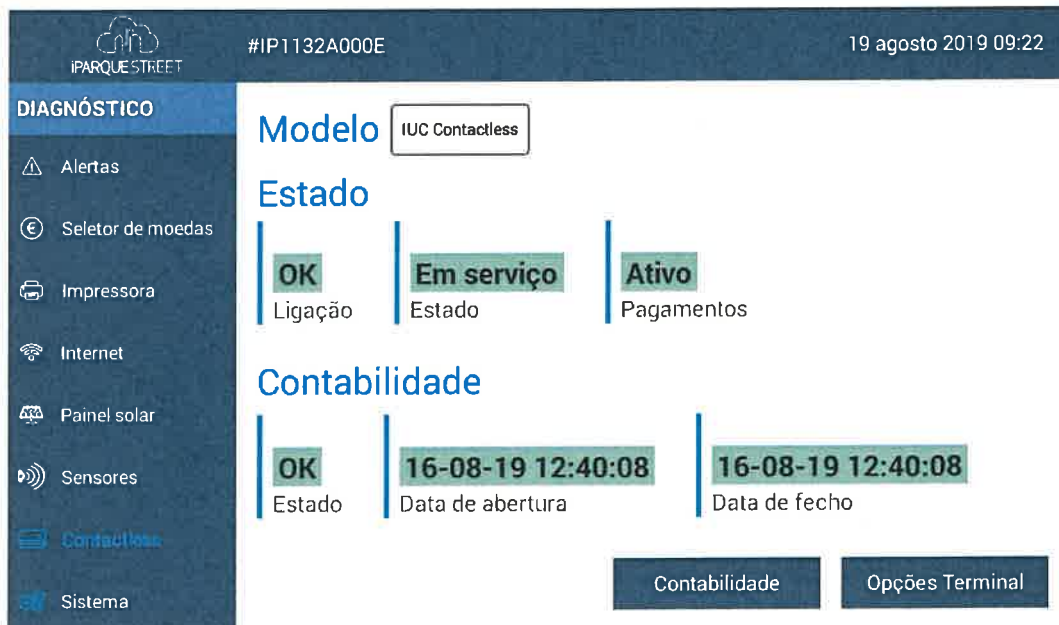 iPARQUE STREET
#IP1132A000E
19 agosto 2019 09:22
DIAGNÓSTICO
Alertas
Seletor de moedas
Impressora
Internet
Painel solar
Sensores
Contactless
Sistema
Modelo IUC Contactless
Estado
OK Em serviço Ativo
Ligação Estado Pagamentos
Contabilidade
OK 16-08-19 12:40:08 16-08-19 12:40:08
Estado Data de abertura Data de fecho
Contabilidade Opções Terminal